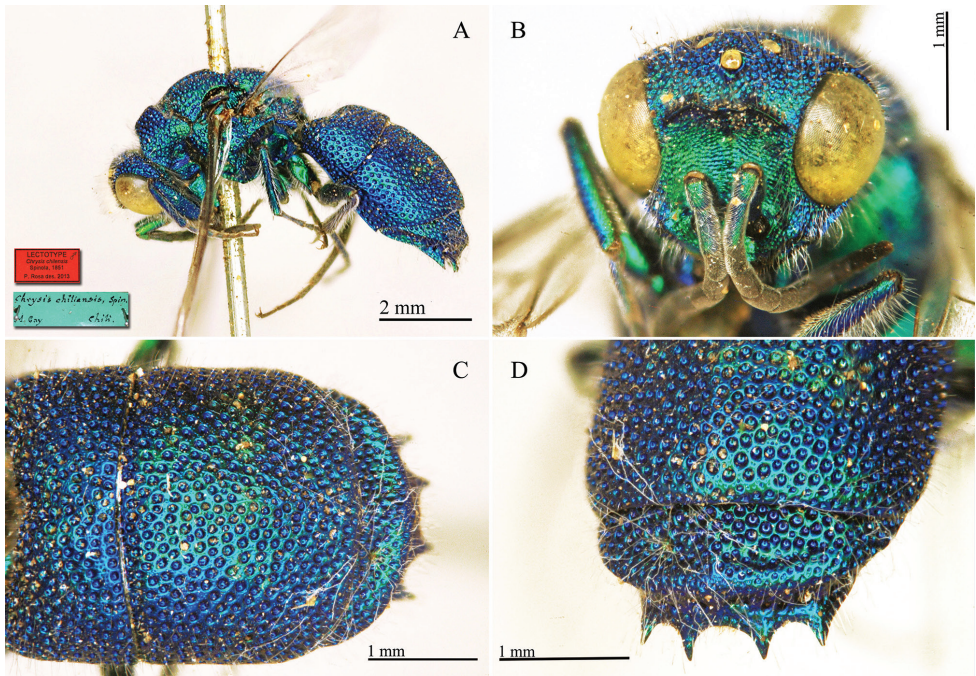 A
B
1 mm
LECTOTYPE ♂
Chrysis chilensis
Spinola, 1851
P. Rosa des. 2013
Chrysis chiliensis, Spin.
d. Gay Chili.
2 mm
C
D
1 mm
1 mm